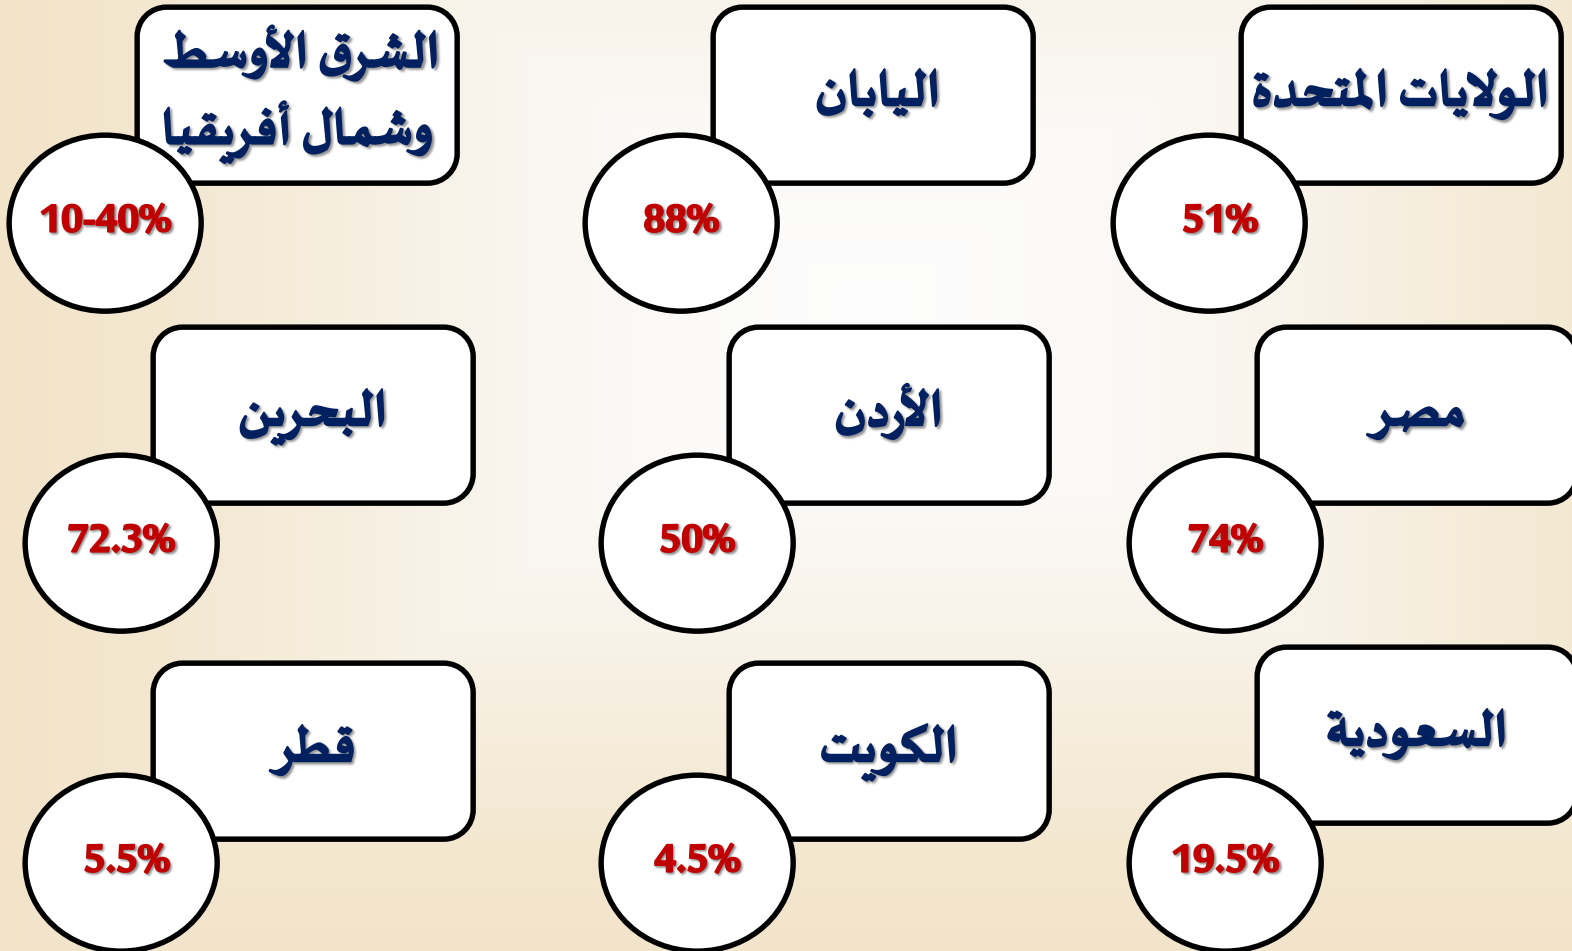 الولايات المتحدة
51%
اليابان
88%
الشرق الأوسط
وشمال أفريقيا
10-40%
مصر
74%
الأردن
50%
البحرين
72.3%
السعودية
19.5%
الكويت
4.5%
قطر
5.5%